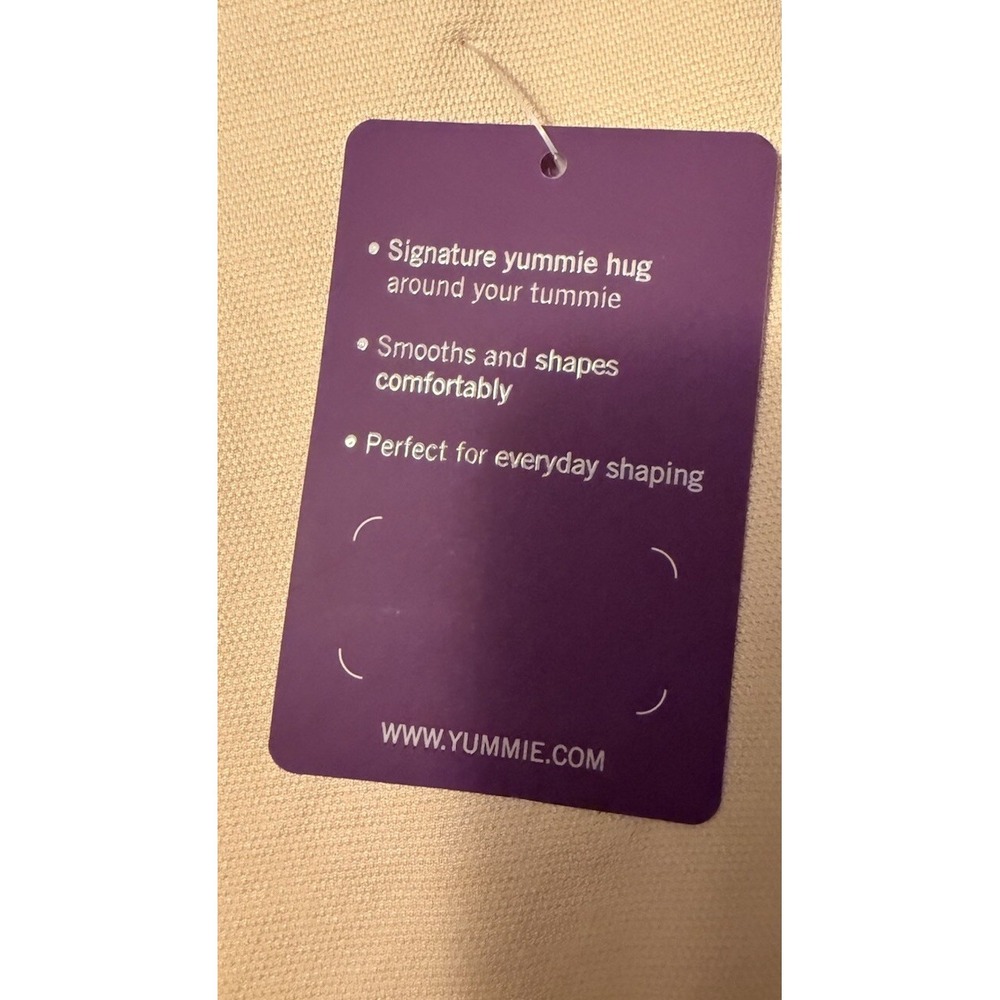 • Signature yummie hug
around your tummie
• Smooths and shapes
comfortably
• Perfect for everyday shaping
WWW.YUMMIE.COM